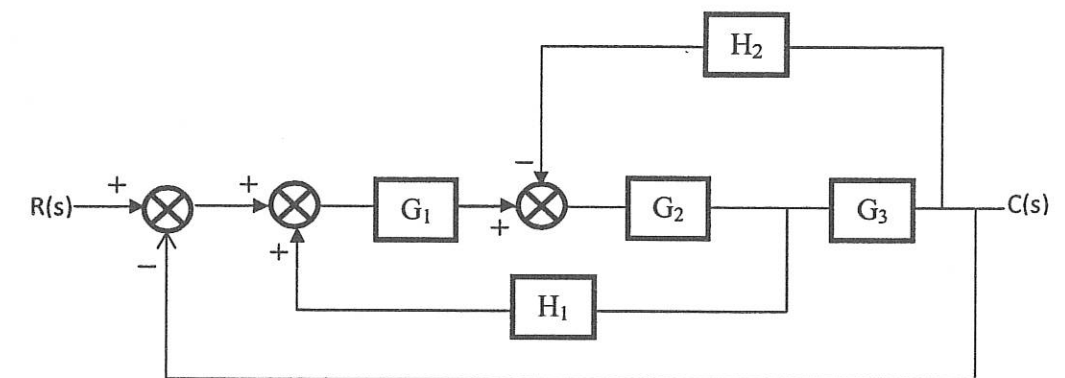 H₂
−
+ + 
R(s) G₁ + G₂ G₃ C(s)
− +
H₁